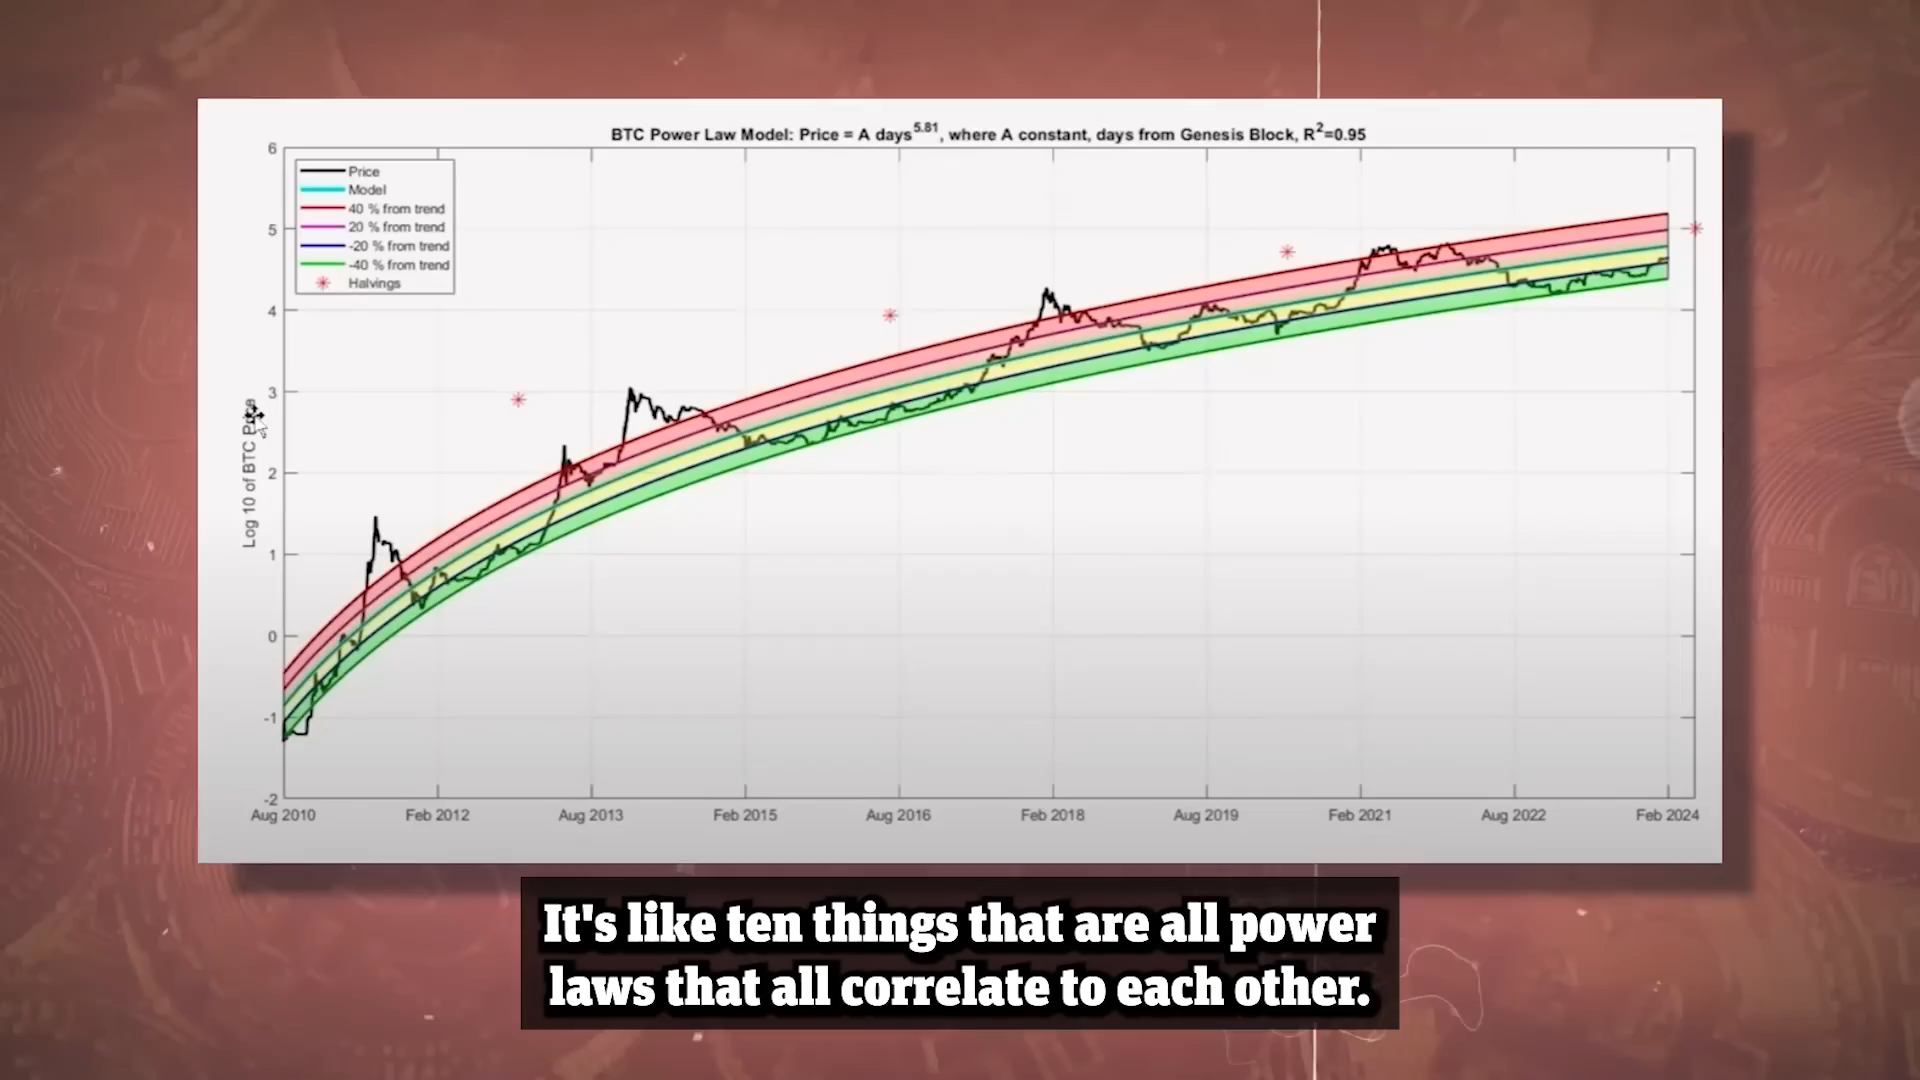 BTC Power Law Model: Price = A days^5.81, where A constant, days from Genesis Block, R^2=0.95
Price
Model
40 % from trend
20 % from trend
-20 % from trend
-40 % from trend
Halvings
6
5
4
3
2
1
0
-1
-2
Log 10 of BTC Price
Aug 2010
Feb 2012
Aug 2013
Feb 2015
Aug 2016
Feb 2018
Aug 2019
Feb 2021
Aug 2022
Feb 2024
It's like ten things that are all power
laws that all correlate to each other.